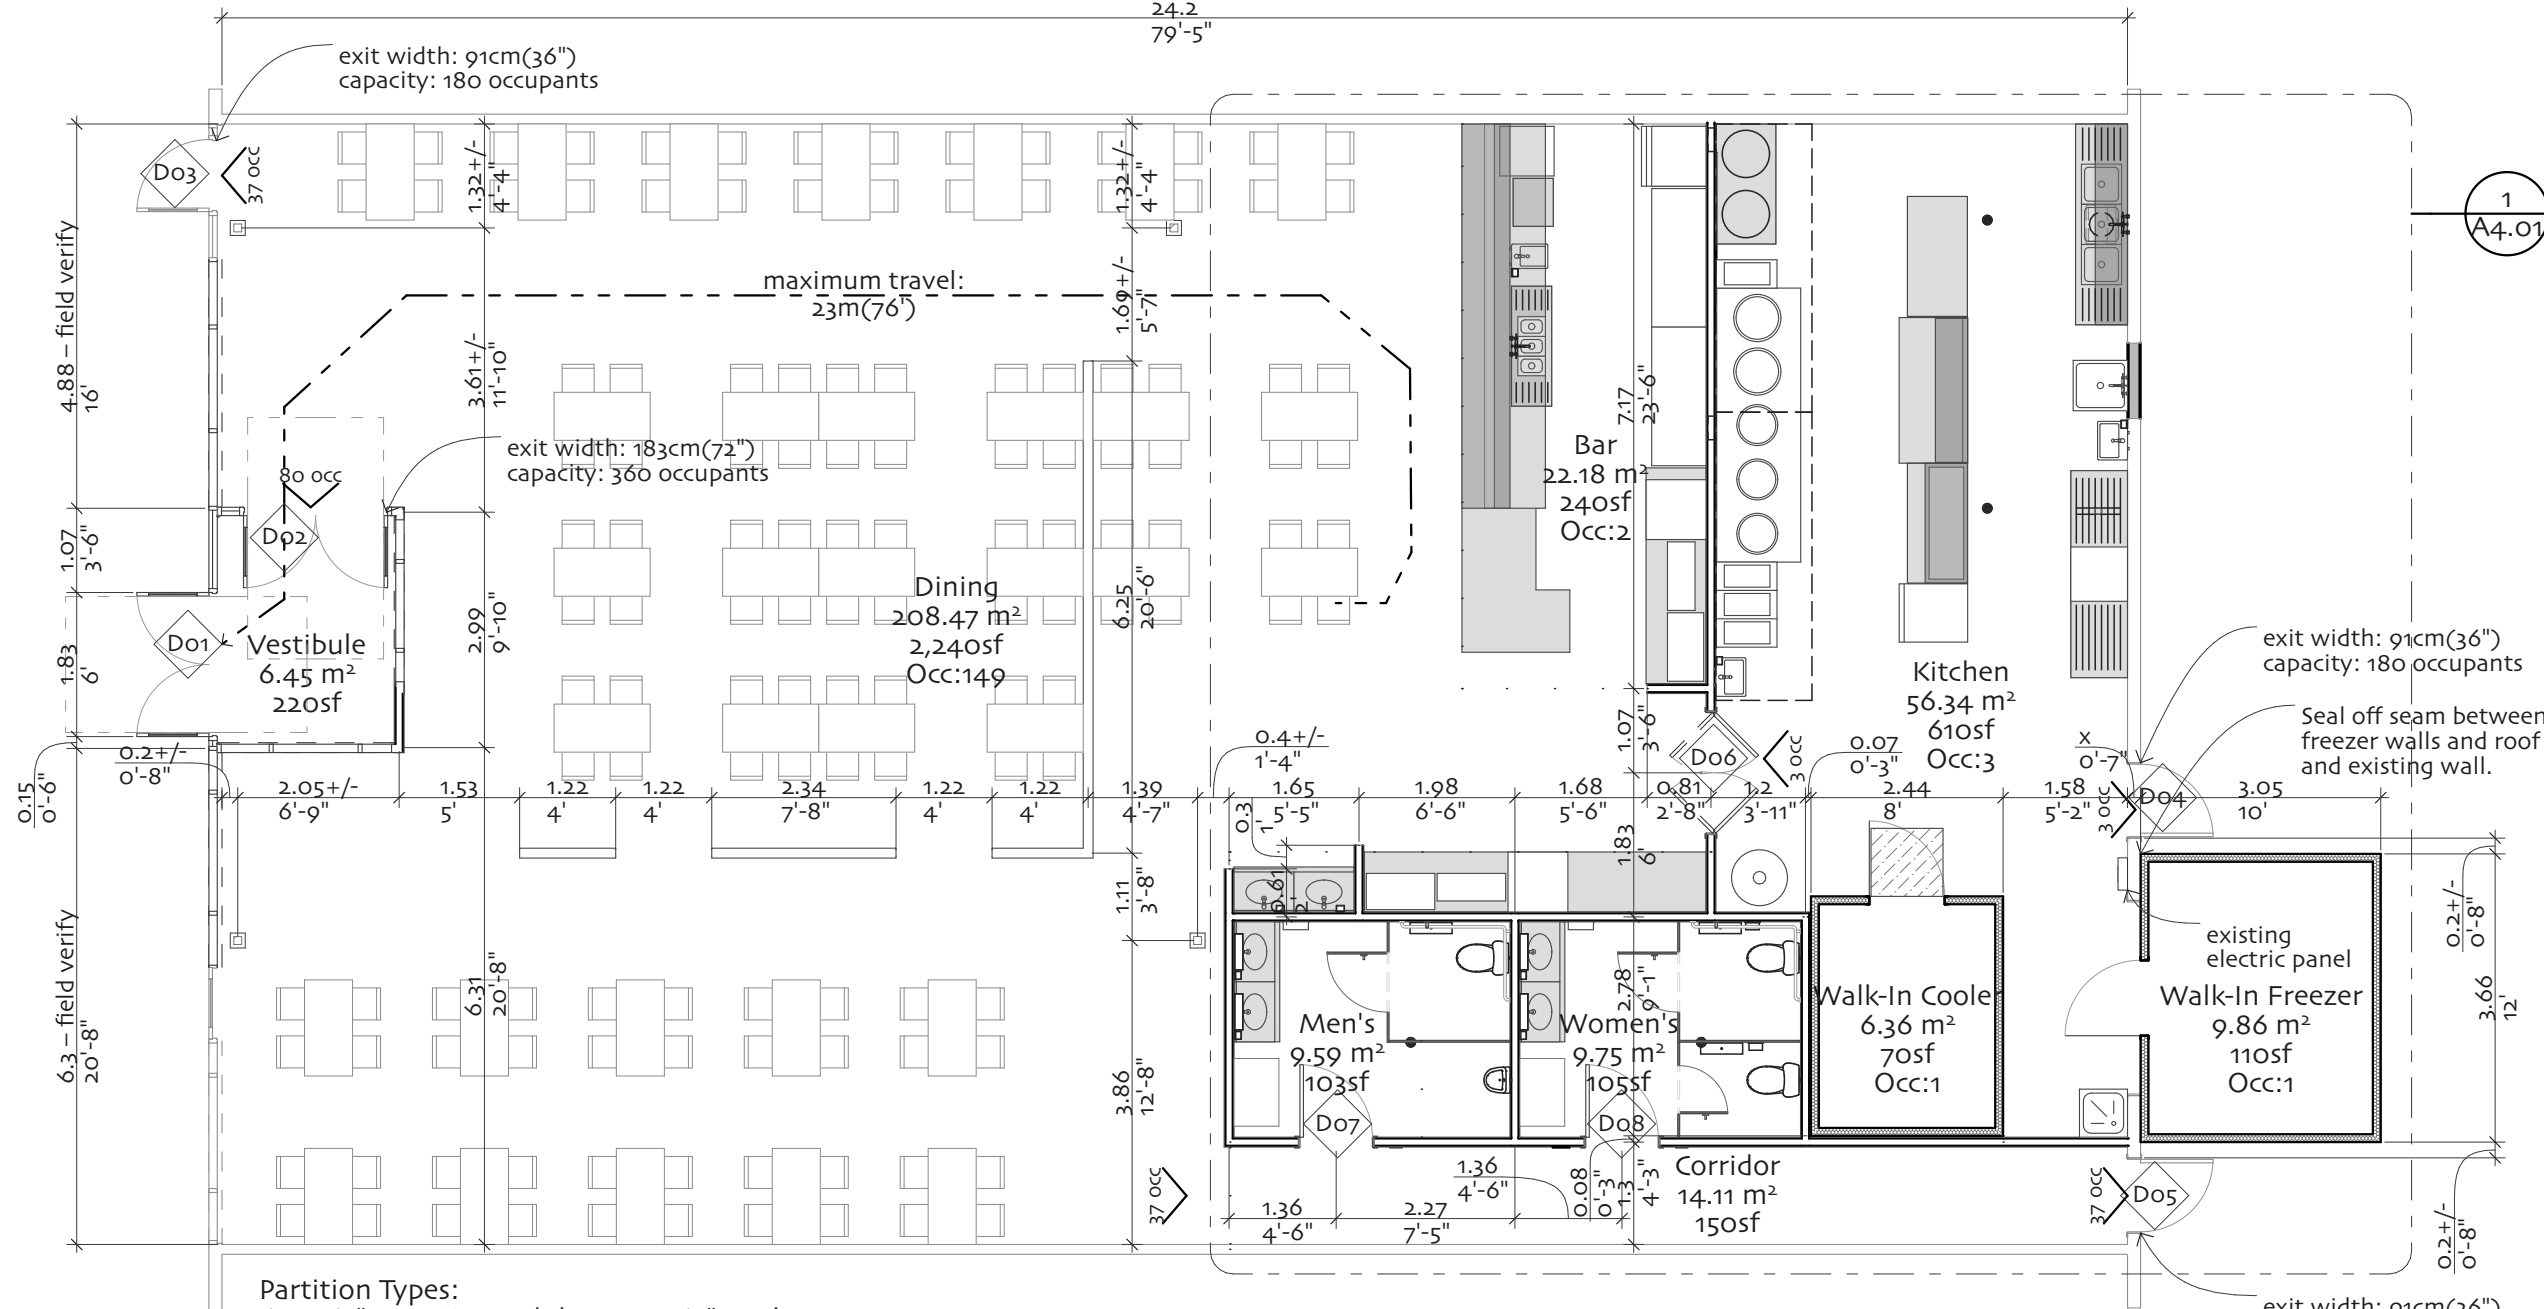 24.2
79'-5"
exit width: 91cm(36")
capacity: 180 occupants
D03
37 occ
1.32+/-
4'-4"
1.32+/-
4'-4"
1
A4.01
4.88 – field verify
16'
maximum travel:
23m(76')
3.61+/-
11'-10"
1.69+/-
5'-7"
7.17
23'-6"
exit width: 183cm(72")
capacity: 360 occupants
80 occ
D02
Bar
22.18 m²
240sf
Occ:2
1.07
3'-6"
1.83
6'
D01
Vestibule
6.45 m²
220sf
2.99
9'-10"
Dining
208.47 m²
2,240sf
Occ:149
6.25
20'-6"
Kitchen
56.34 m²
610sf
Occ:3
exit width: 91cm(36")
capacity: 180 occupants
Seal off seam between
freezer walls and roof
and existing wall.
1.07
3'-6"
D06
3 occ
0.07
0'-3"
x
0'-7"
D04
3 occ
0.15
0'-6"
0.2+/-
0'-8"
0.4+/-
1'-4"
2.05+/-
6'-9"
1.53
5'
1.22
4'
1.22
4'
2.34
7'-8"
1.22
4'
1.22
4'
1.39
4'-7"
1.65
5'-5"
1.98
6'-6"
1.68
5'-6"
0.81
2'-8"
1.2
3'-11"
2.44
8'
1.58
5'-2"
3.05
10'
0.3
1'
0.61
2'
1.83
6'
1.11
3'-8"
6.3 – field verify
20'-8"
6.31
20'-8"
3.86
12'-8"
2.78
9'-1"
existing
electric panel
0.2+/-
0'-8"
3.66
12'
Men's
9.59 m²
103sf
Women's
9.75 m²
105sf
Walk-In Cooler
6.36 m²
70sf
Occ:1
Walk-In Freezer
9.86 m²
110sf
Occ:1
D07
D08
37 occ
1.36
4'-6"
0.08
0'-3"
1.3
4'-3"
Corridor
14.11 m²
150sf
1.36
4'-6"
2.27
7'-5"
37 occ
D05
0.2+/-
0'-8"
Partition Types:
exit width: 91cm(36")